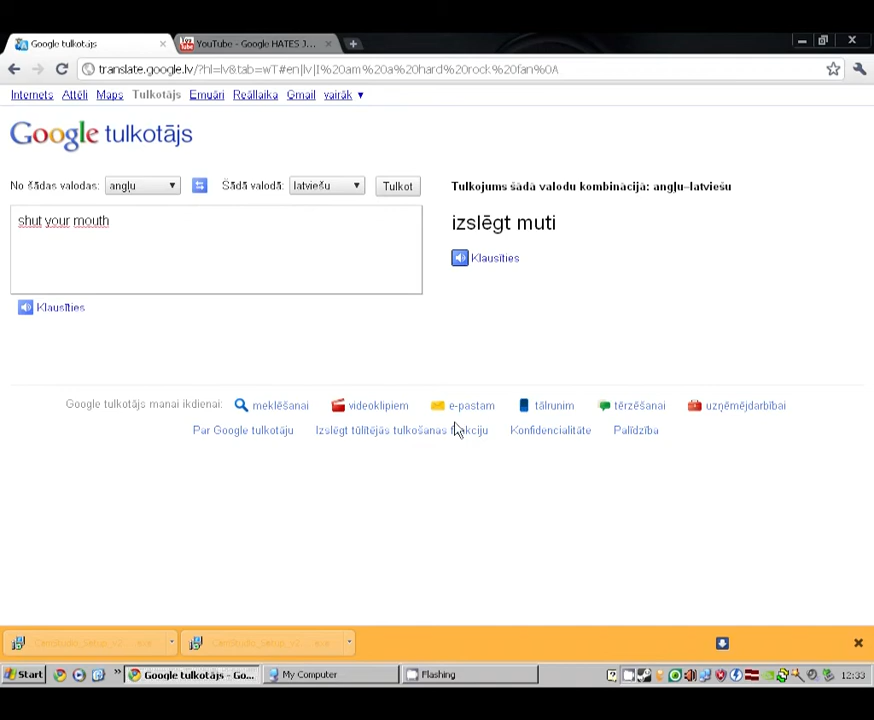 Google tulkotājs
YouTube - Google HATES J...
translate.google.lv/?hl=lv&tab=wT#en|lv|I%20am%20a%20hard%20rock%20fan%0A
Internets Attēli Maps Tulkotājs Emuāri Reāllaika Gmail vairāk ▼
Google tulkotājs
No šādas valodas: angļu Šādā valodā: latviešu Tulkot
Tulkojums šādā valodu kombinācijā: angļu–latviešu
shut your mouth
izslēgt muti
Klausīties
Klausīties
Google tulkotājs manai ikdienai: meklēšanai videoklipiem e-pastam tālrunim tērzēšanai uzņēmējdarbībai
Par Google tulkotāju Izslēgt tūlītējās tulkošanas Konfidencialitāte Palīdzība
Start Google tulkotājs - Go... My Computer Flashing 12:33